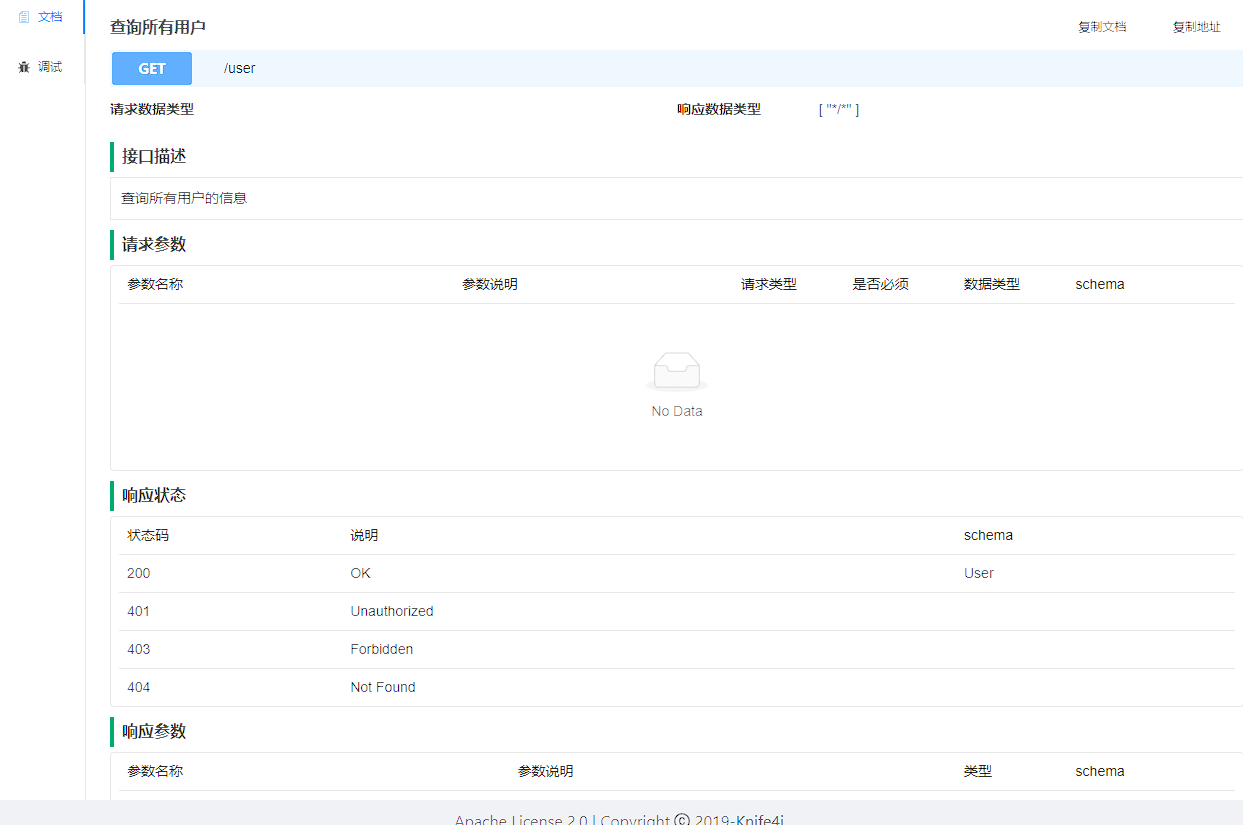 文档
调试
查询所有用户 复制文档 复制地址
GET /user
请求数据类型 响应数据类型 [ "*/*" ]
接口描述
查询所有用户的信息
请求参数
参数名称 参数说明 请求类型 是否必须 数据类型 schema
No Data
响应状态
状态码 说明 schema
200 OK User
401 Unauthorized
403 Forbidden
404 Not Found
响应参数
参数名称 参数说明 类型 schema
Apache License 2.0 | Copyright © 2019-Knife4j